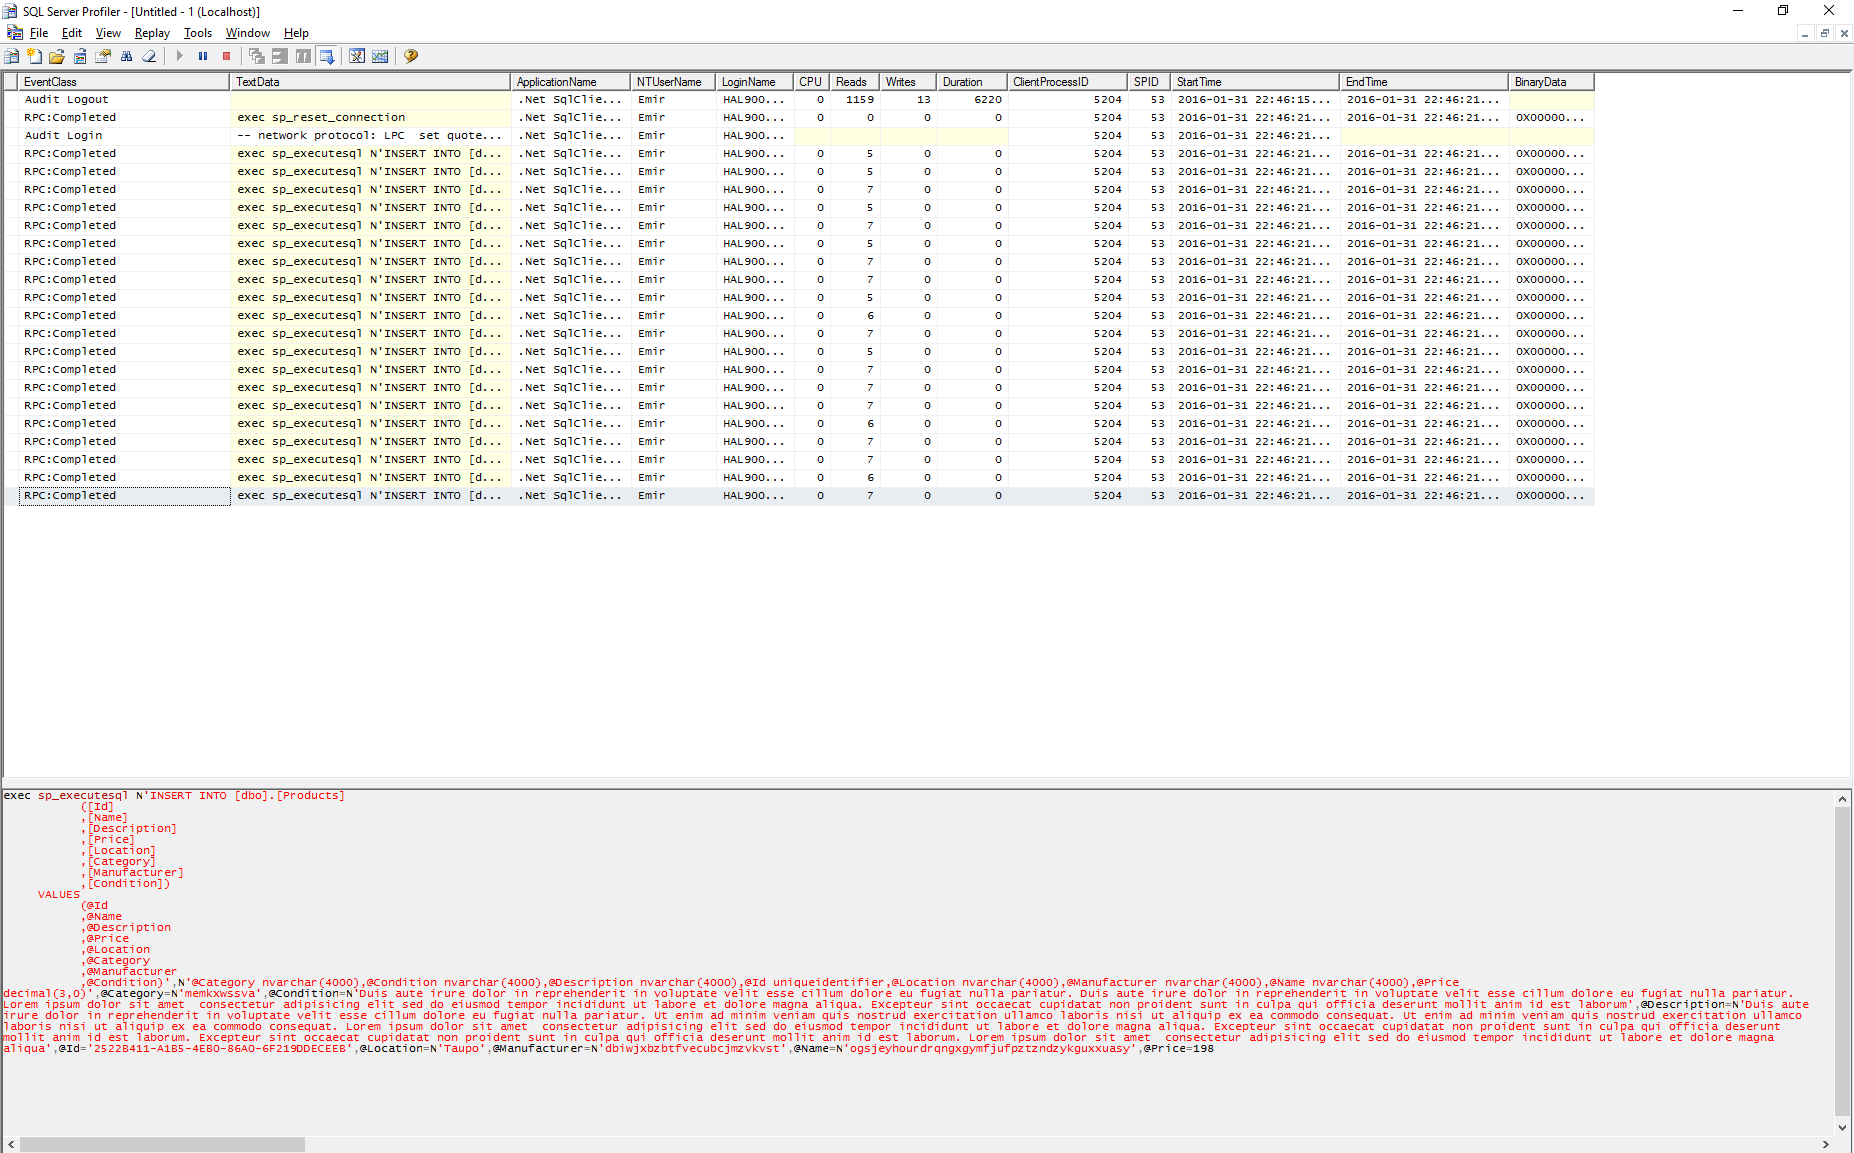 SQL Server Profiler - [Untitled - 1 (Localhost)]
File Edit View Replay Tools Window Help
EventClass TextData ApplicationName NTUserName LoginName CPU Reads Writes Duration ClientProcessID SPID StartTime EndTime BinaryData
Audit Logout .Net SqlClie... Emir HAL900... 0 1159 13 6220 5204 53 2016-01-31 22:46:15... 2016-01-31 22:46:21...
RPC:Completed exec sp_reset_connection .Net SqlClie... Emir HAL900... 0 0 0 0 5204 53 2016-01-31 22:46:21... 2016-01-31 22:46:21... 0X00000...
Audit Login -- network protocol: LPC set quote... .Net SqlClie... Emir HAL900... 5204 53 2016-01-31 22:46:21...
RPC:Completed exec sp_executesql N'INSERT INTO [d... .Net SqlClie... Emir HAL900... 0 5 0 0 5204 53 2016-01-31 22:46:21... 2016-01-31 22:46:21... 0X00000...
RPC:Completed exec sp_executesql N'INSERT INTO [d... .Net SqlClie... Emir HAL900... 0 5 0 0 5204 53 2016-01-31 22:46:21... 2016-01-31 22:46:21... 0X00000...
RPC:Completed exec sp_executesql N'INSERT INTO [d... .Net SqlClie... Emir HAL900... 0 7 0 0 5204 53 2016-01-31 22:46:21... 2016-01-31 22:46:21... 0X00000...
RPC:Completed exec sp_executesql N'INSERT INTO [d... .Net SqlClie... Emir HAL900... 0 5 0 0 5204 53 2016-01-31 22:46:21... 2016-01-31 22:46:21... 0X00000...
RPC:Completed exec sp_executesql N'INSERT INTO [d... .Net SqlClie... Emir HAL900... 0 7 0 0 5204 53 2016-01-31 22:46:21... 2016-01-31 22:46:21... 0X00000...
RPC:Completed exec sp_executesql N'INSERT INTO [d... .Net SqlClie... Emir HAL900... 0 5 0 0 5204 53 2016-01-31 22:46:21... 2016-01-31 22:46:21... 0X00000...
RPC:Completed exec sp_executesql N'INSERT INTO [d... .Net SqlClie... Emir HAL900... 0 7 0 0 5204 53 2016-01-31 22:46:21... 2016-01-31 22:46:21... 0X00000...
RPC:Completed exec sp_executesql N'INSERT INTO [d... .Net SqlClie... Emir HAL900... 0 7 0 0 5204 53 2016-01-31 22:46:21... 2016-01-31 22:46:21... 0X00000...
RPC:Completed exec sp_executesql N'INSERT INTO [d... .Net SqlClie... Emir HAL900... 0 5 0 0 5204 53 2016-01-31 22:46:21... 2016-01-31 22:46:21... 0X00000...
RPC:Completed exec sp_executesql N'INSERT INTO [d... .Net SqlClie... Emir HAL900... 0 6 0 0 5204 53 2016-01-31 22:46:21... 2016-01-31 22:46:21... 0X00000...
RPC:Completed exec sp_executesql N'INSERT INTO [d... .Net SqlClie... Emir HAL900... 0 7 0 0 5204 53 2016-01-31 22:46:21... 2016-01-31 22:46:21... 0X00000...
RPC:Completed exec sp_executesql N'INSERT INTO [d... .Net SqlClie... Emir HAL900... 0 5 0 0 5204 53 2016-01-31 22:46:21... 2016-01-31 22:46:21... 0X00000...
RPC:Completed exec sp_executesql N'INSERT INTO [d... .Net SqlClie... Emir HAL900... 0 7 0 0 5204 53 2016-01-31 22:46:21... 2016-01-31 22:46:21... 0X00000...
RPC:Completed exec sp_executesql N'INSERT INTO [d... .Net SqlClie... Emir HAL900... 0 7 0 0 5204 53 2016-01-31 22:46:21... 2016-01-31 22:46:21... 0X00000...
RPC:Completed exec sp_executesql N'INSERT INTO [d... .Net SqlClie... Emir HAL900... 0 7 0 0 5204 53 2016-01-31 22:46:21... 2016-01-31 22:46:21... 0X00000...
RPC:Completed exec sp_executesql N'INSERT INTO [d... .Net SqlClie... Emir HAL900... 0 6 0 0 5204 53 2016-01-31 22:46:21... 2016-01-31 22:46:21... 0X00000...
RPC:Completed exec sp_executesql N'INSERT INTO [d... .Net SqlClie... Emir HAL900... 0 7 0 0 5204 53 2016-01-31 22:46:21... 2016-01-31 22:46:21... 0X00000...
RPC:Completed exec sp_executesql N'INSERT INTO [d... .Net SqlClie... Emir HAL900... 0 7 0 0 5204 53 2016-01-31 22:46:21... 2016-01-31 22:46:21... 0X00000...
RPC:Completed exec sp_executesql N'INSERT INTO [d... .Net SqlClie... Emir HAL900... 0 6 0 0 5204 53 2016-01-31 22:46:21... 2016-01-31 22:46:21... 0X00000...
RPC:Completed exec sp_executesql N'INSERT INTO [d... .Net SqlClie... Emir HAL900... 0 7 0 0 5204 53 2016-01-31 22:46:21... 2016-01-31 22:46:21... 0X00000...
exec sp_executesql N'INSERT INTO [dbo].[Products]
([Id]
,[Name]
,[Description]
,[Price]
,[Location]
,[Category]
,[Manufacturer]
,[Condition])
VALUES
(@Id
,@Name
,@Description
,@Price
,@Location
,@Category
,@Manufacturer
,@Condition)',N'@Category nvarchar(4000),@Condition nvarchar(4000),@Description nvarchar(4000),@Id uniqueidentifier,@Location nvarchar(4000),@Manufacturer nvarchar(4000),@Name nvarchar(4000),@Price
decimal(3,0)',@Category=N'memkxwssva',@Condition=N'Duis aute irure dolor in reprehenderit in voluptate velit esse cillum dolore eu fugiat nulla pariatur. Duis aute irure dolor in reprehenderit in voluptate velit esse cillum dolore eu fugiat nulla pariatur.
Lorem ipsum dolor sit amet  consectetur adipisicing elit sed do eiusmod tempor incididunt ut labore et dolore magna aliqua. Excepteur sint occaecat cupidatat non proident sunt in culpa qui officia deserunt mollit anim id est laborum',@Description=N'Duis aute
irure dolor in reprehenderit in voluptate velit esse cillum dolore eu fugiat nulla pariatur. Ut enim ad minim veniam quis nostrud exercitation ullamco laboris nisi ut aliquip ex ea commodo consequat. Ut enim ad minim veniam quis nostrud exercitation ullamco
laboris nisi ut aliquip ex ea commodo consequat. Lorem ipsum dolor sit amet  consectetur adipisicing elit sed do eiusmod tempor incididunt ut labore et dolore magna aliqua. Excepteur sint occaecat cupidatat non proident sunt in culpa qui officia deserunt
mollit anim id est laborum. Excepteur sint occaecat cupidatat non proident sunt in culpa qui officia deserunt mollit anim id est laborum. Lorem ipsum dolor sit amet  consectetur adipisicing elit sed do eiusmod tempor incididunt ut labore et dolore magna
aliqua',@Id='2522B411-A1B5-4EB0-86A0-6F219DDECEEB',@Location=N'Taupo',@Manufacturer=N'dbiwjxbzbtfvecubcjmzvkvst',@Name=N'ogsjeyhourdrqngxgymfjufpztzndzykguxxuasy',@Price=198